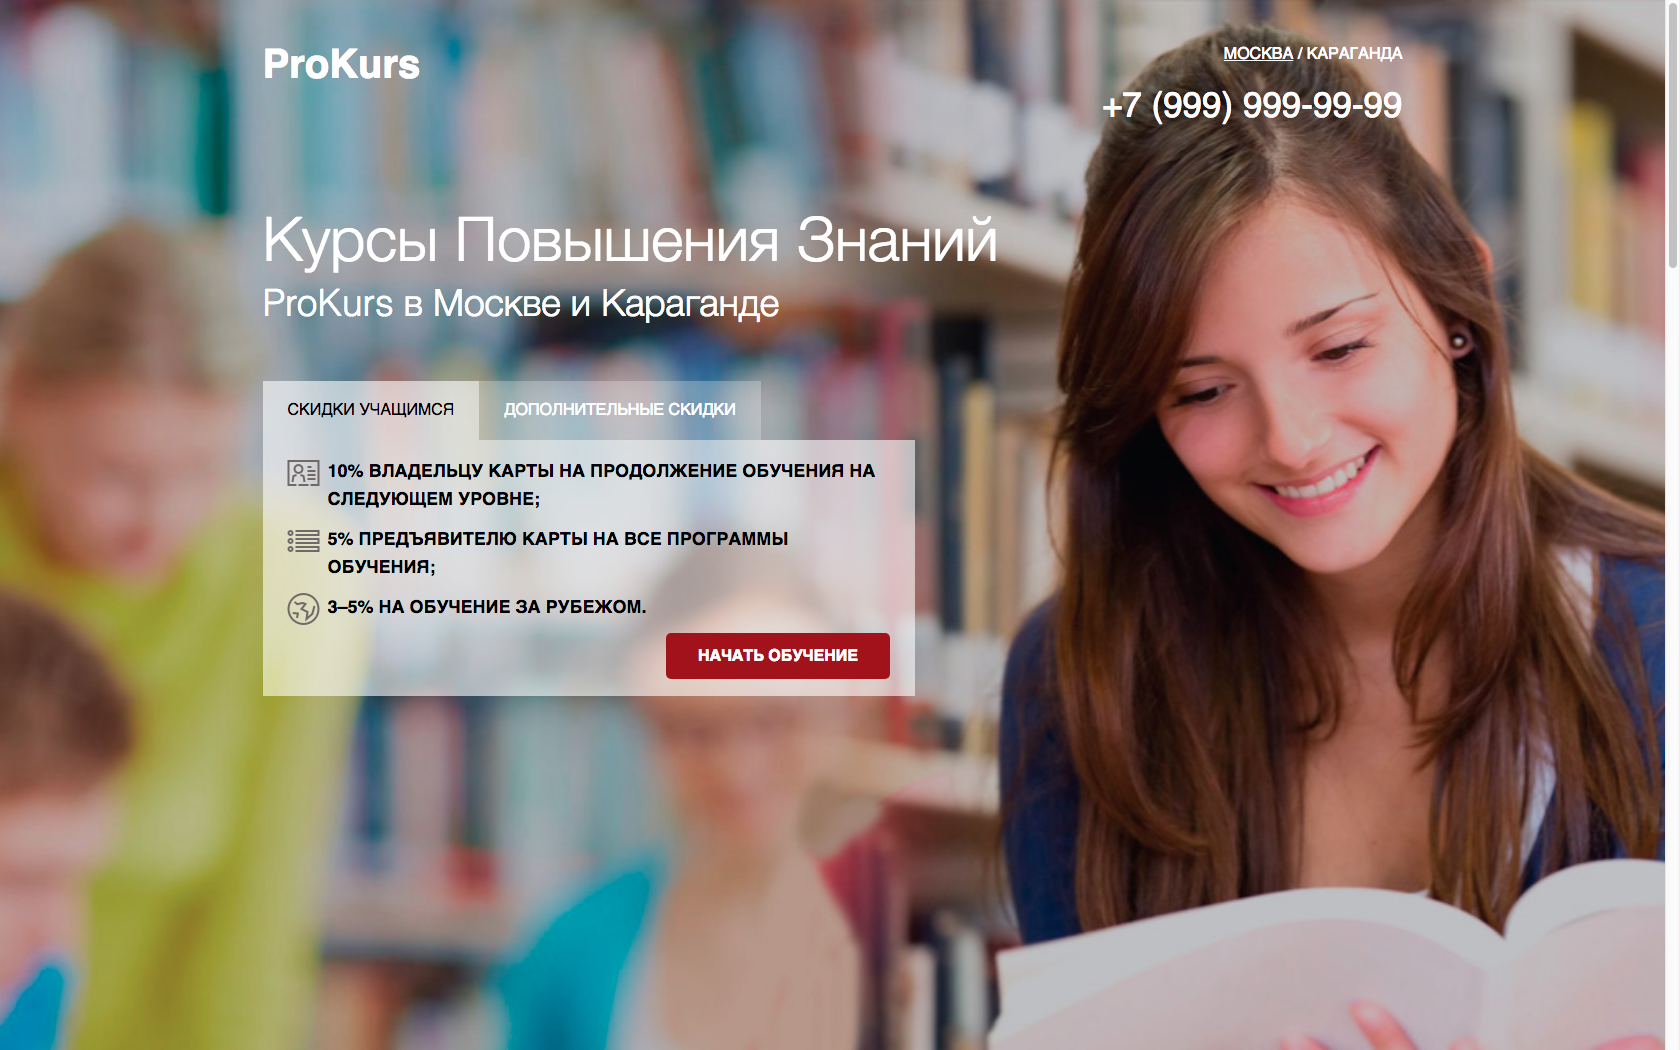 ProKurs
МОСКВА / КАРАГАНДА
+7 (999) 999-99-99
Курсы Повышения Знаний
ProKurs в Москве и Караганде
СКИДКИ УЧАЩИМСЯ
ДОПОЛНИТЕЛЬНЫЕ СКИДКИ
10% ВЛАДЕЛЬЦУ КАРТЫ НА ПРОДОЛЖЕНИЕ ОБУЧЕНИЯ НА
СЛЕДУЮЩЕМ УРОВНЕ;
5% ПРЕДЪЯВИТЕЛЮ КАРТЫ НА ВСЕ ПРОГРАММЫ
ОБУЧЕНИЯ;
3–5% НА ОБУЧЕНИЕ ЗА РУБЕЖОМ.
НАЧАТЬ ОБУЧЕНИЕ